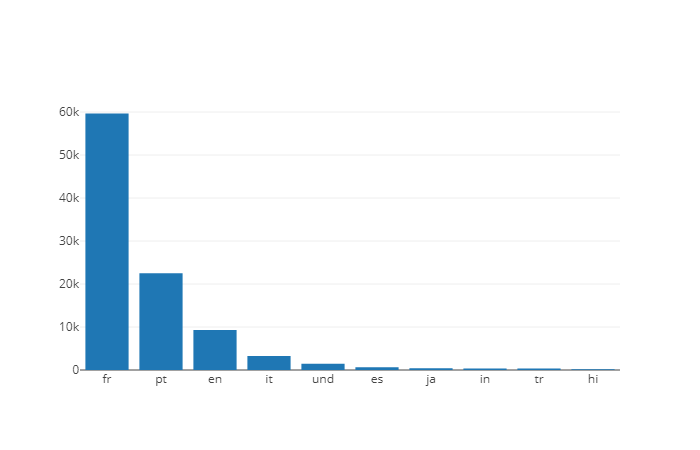 60k
50k
40k
30k
20k
10k
0
fr pt en it und es ja in tr hi